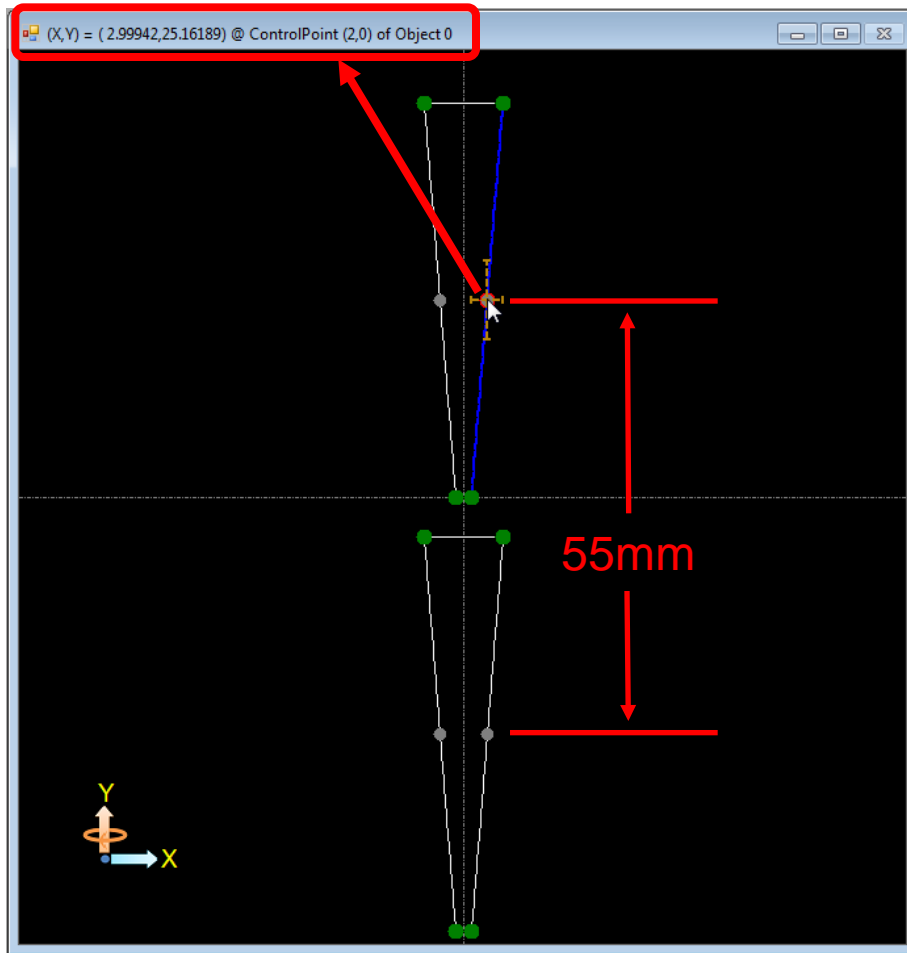 (X,Y) = ( 2.99942,25.16189) @ ControlPoint (2,0) of Object 0
55mm
Y
X